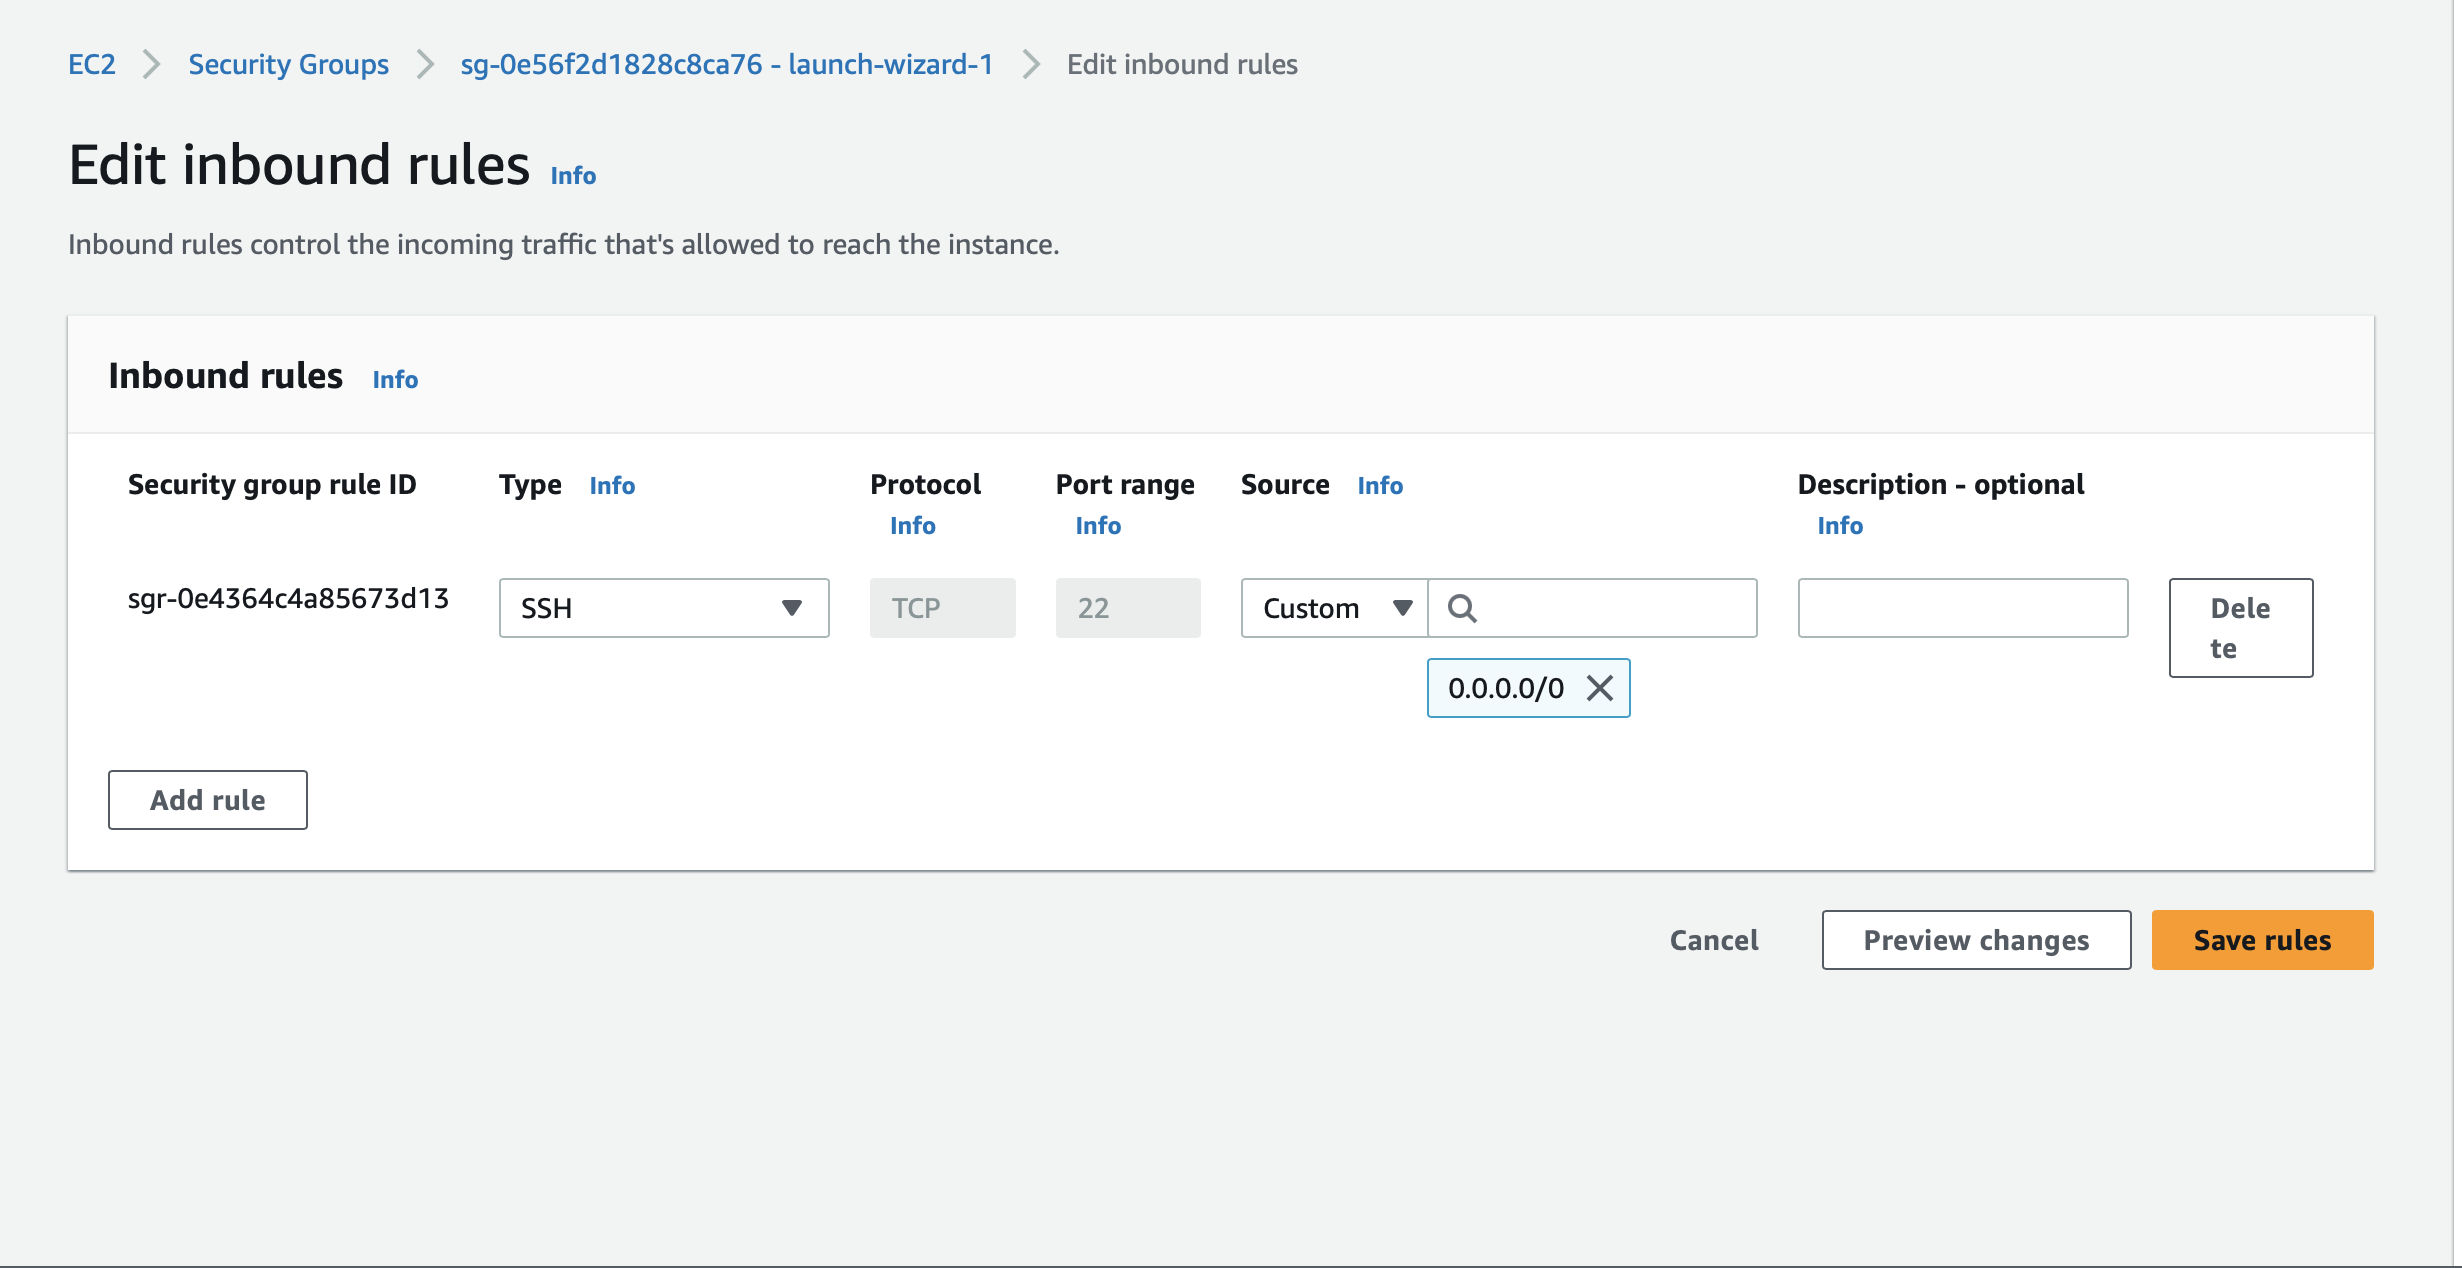 EC2 Security Groups sg-0e56f2d1828c8ca76 - launch-wizard-1 Edit inbound rules
Edit inbound rules Info
Inbound rules control the incoming traffic that's allowed to reach the instance.
Inbound rules Info
Security group rule ID Type Info Protocol Port range Source Info Description - optional
Info Info Info
sgr-0e4364c4a85673d13 SSH TCP 22 Custom Dele
te
0.0.0.0/0
Add rule
Cancel Preview changes Save rules